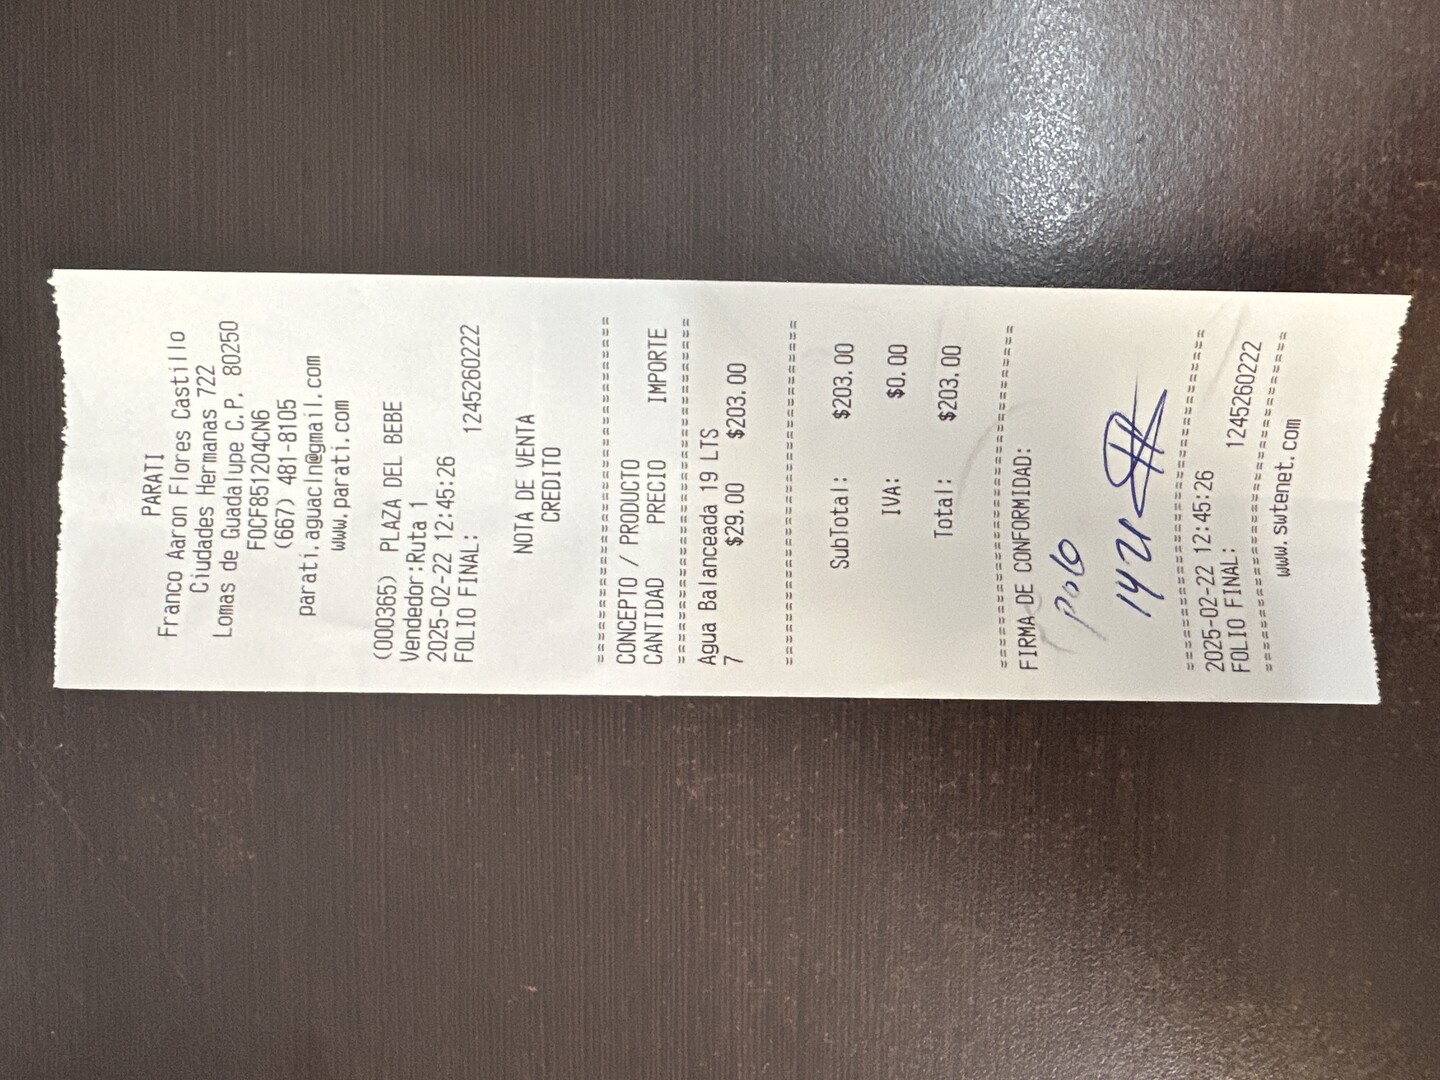 PARATI
Franco Aaron Flores Castillo
Ciudades Hermanas 722
Lomas de Guadalupe C.P. 80250
FOCF851204CN6
(667) 481-8105
parati.aguacln@gmail.com
www.parati.com
(000365) PLAZA DEL BEBE
Vendedor:Ruta 1
2025-02-22 12:45:26
FOLIO FINAL: 1245260222
NOTA DE VENTA
CREDITO
==============================
CONCEPTO / PRODUCTO
CANTIDAD PRECIO IMPORTE
==============================
Agua Balanceada 19 LTS
7 $29.00 $203.00
==============================
SubTotal: $203.00
IVA: $0.00
Total: $203.00
==============================
FIRMA DE CONFORMIDAD:
Polo
==============================
2025-02-22 12:45:26
FOLIO FINAL: 1245260222
==============================
www.swtenet.com